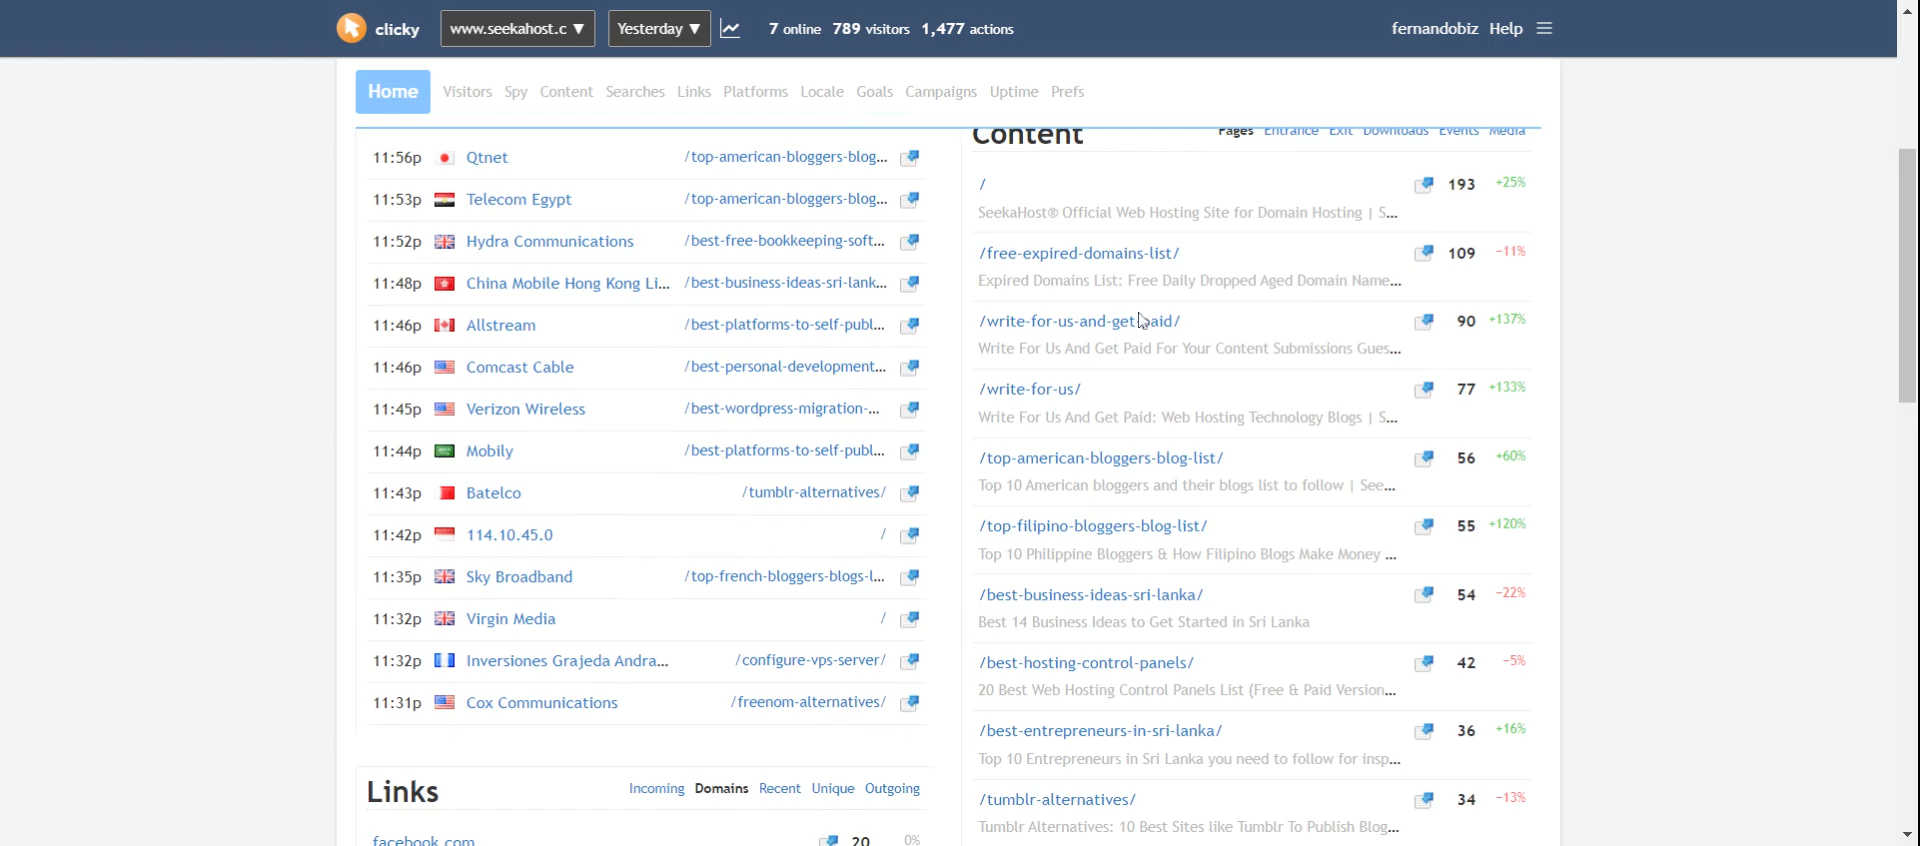 clicky www.seekahost.c ▼ Yesterday ▼ 7 online 789 visitors 1,477 actions fernandobiz Help
Home Visitors Spy Content Searches Links Platforms Locale Goals Campaigns Uptime Prefs
11:56p Qtnet /top-american-bloggers-blog...
11:53p Telecom Egypt /top-american-bloggers-blog...
11:52p Hydra Communications /best-free-bookkeeping-soft...
11:48p China Mobile Hong Kong Li... /best-business-ideas-sri-lank...
11:46p Allstream /best-platforms-to-self-publ...
11:46p Comcast Cable /best-personal-development...
11:45p Verizon Wireless /best-wordpress-migration-...
11:44p Mobily /best-platforms-to-self-publ...
11:43p Batelco /tumblr-alternatives/
11:42p 114.10.45.0 /
11:35p Sky Broadband /top-french-bloggers-blogs-l...
11:32p Virgin Media /
11:32p Inversiones Grajeda Andra... /configure-vps-server/
11:31p Cox Communications /freenom-alternatives/
Links Incoming Domains Recent Unique Outgoing
facebook.com 20 0%
Content Pages Entrance Exit Downloads Events Media
/ 193 +25%
SeekaHost® Official Web Hosting Site for Domain Hosting | S...
/free-expired-domains-list/ 109 -11%
Expired Domains List: Free Daily Dropped Aged Domain Name...
/write-for-us-and-get-paid/ 90 +137%
Write For Us And Get Paid For Your Content Submissions Gues...
/write-for-us/ 77 +133%
Write For Us And Get Paid: Web Hosting Technology Blogs | S...
/top-american-bloggers-blog-list/ 56 +60%
Top 10 American bloggers and their blogs list to follow | See...
/top-filipino-bloggers-blog-list/ 55 +120%
Top 10 Philippine Bloggers & How Filipino Blogs Make Money ...
/best-business-ideas-sri-lanka/ 54 -22%
Best 14 Business Ideas to Get Started in Sri Lanka
/best-hosting-control-panels/ 42 -5%
20 Best Web Hosting Control Panels List (Free & Paid Version...
/best-entrepreneurs-in-sri-lanka/ 36 +16%
Top 10 Entrepreneurs in Sri Lanka you need to follow for insp...
/tumblr-alternatives/ 34 -13%
Tumblr Alternatives: 10 Best Sites like Tumblr To Publish Blog...